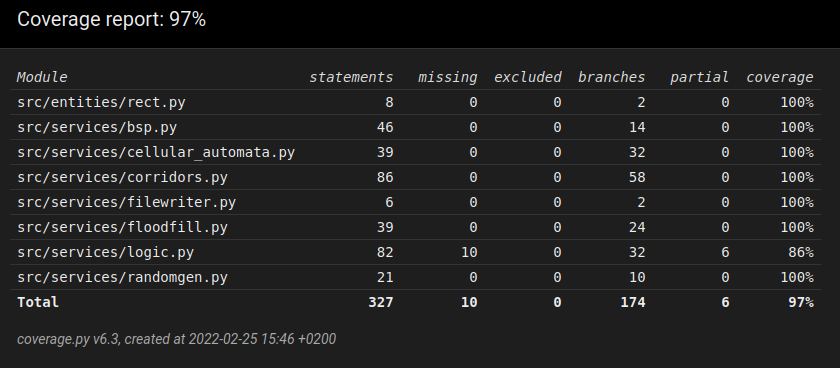 Coverage report: 97%
Module statements missing excluded branches partial coverage
src/entities/rect.py 8 0 0 2 0 100%
src/services/bsp.py 46 0 0 14 0 100%
src/services/cellular_automata.py 39 0 0 32 0 100%
src/services/corridors.py 86 0 0 58 0 100%
src/services/filewriter.py 6 0 0 2 0 100%
src/services/floodfill.py 39 0 0 24 0 100%
src/services/logic.py 82 10 0 32 6 86%
src/services/randomgen.py 21 0 0 10 0 100%
Total 327 10 0 174 6 97%
coverage.py v6.3, created at 2022-02-25 15:46 +0200